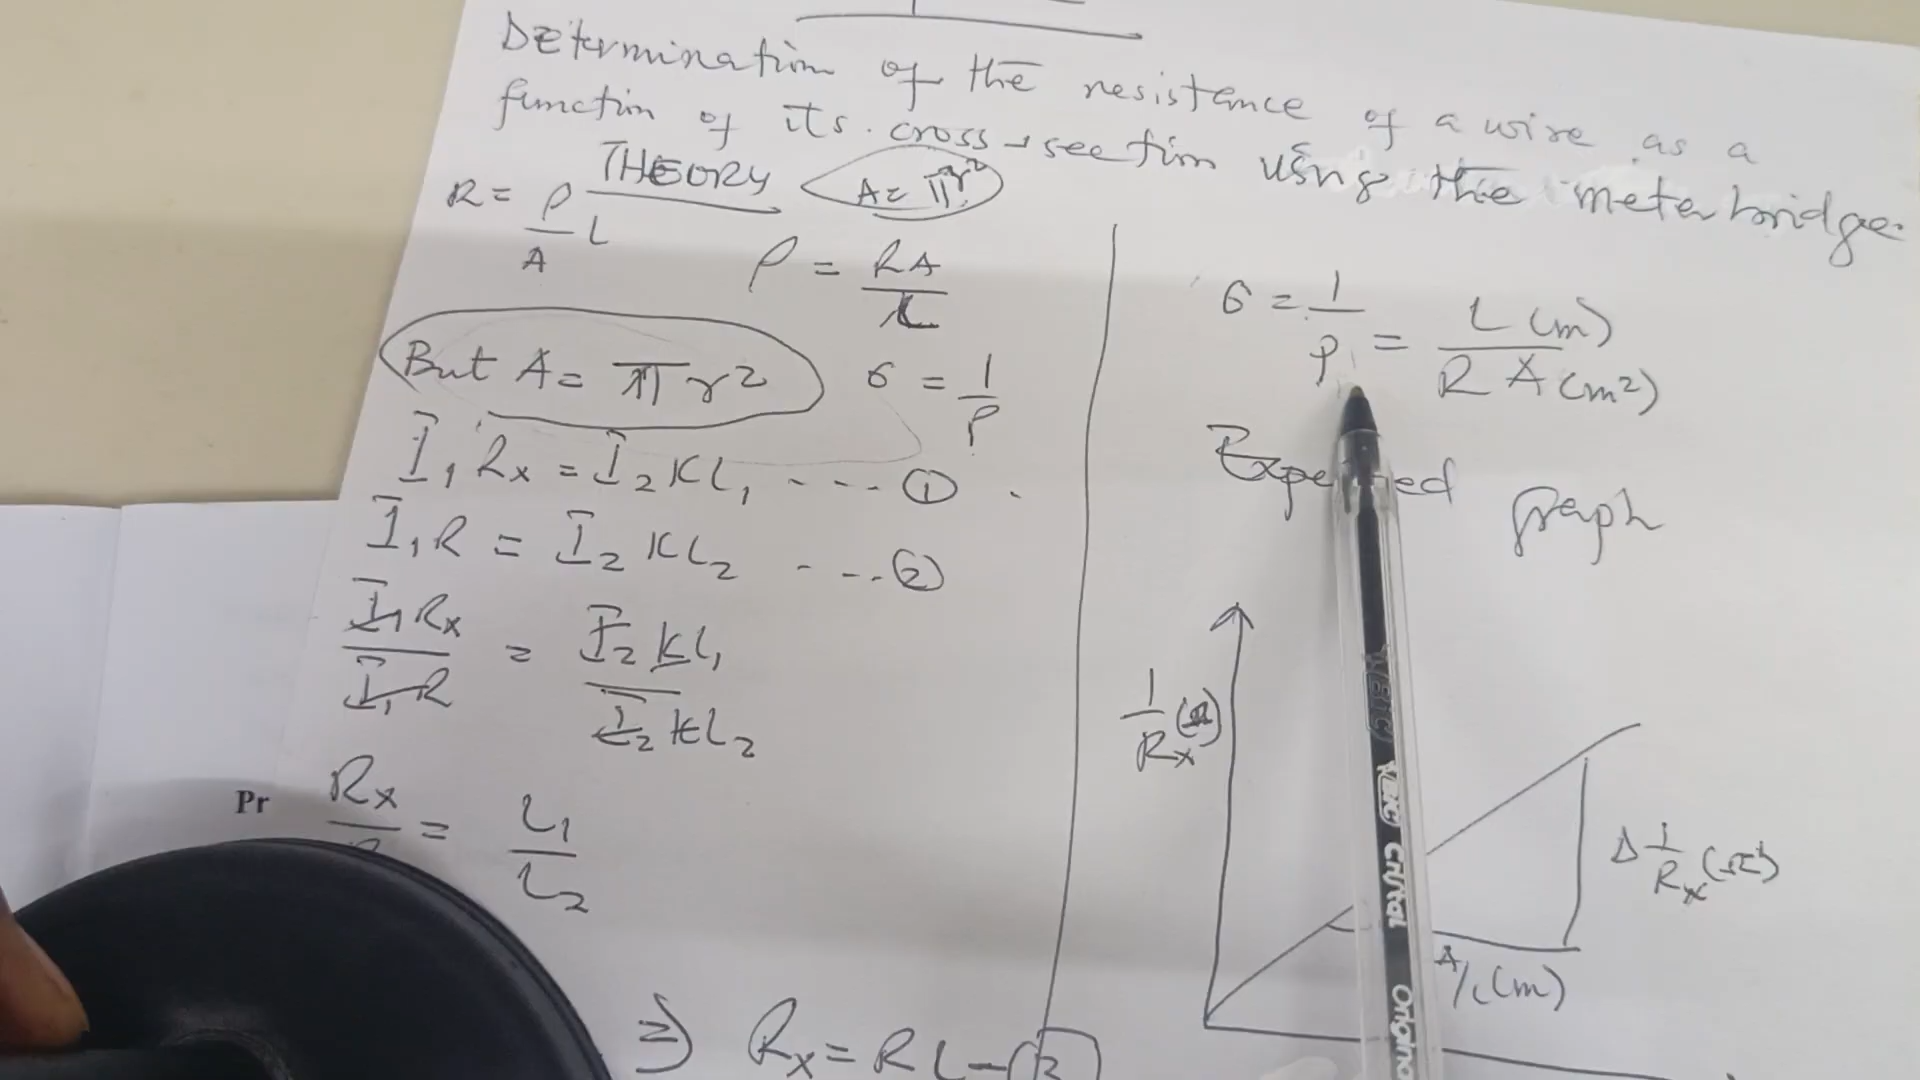 Determination of the resistance of a wire as a
function of its cross-section using the meter bridge.
THEORY
R = ρ/A L
A = πr²
ρ = RA/L
But A = πr²
σ = 1/ρ
I₁Rx = I₂KL₁ ---- ①
I₁R = I₂KL₂ ---- ②
I₁Rx/I₁R = I₂KL₁/I₂KL₂
Pr
Rx/R = L₁/L₂
⇒ Rx = RL
σ = 1/ρ = L(m)/RA(m²)
graph
1/Rx
Δ 1/Rx
A/L(m)
BIC Cristal Original